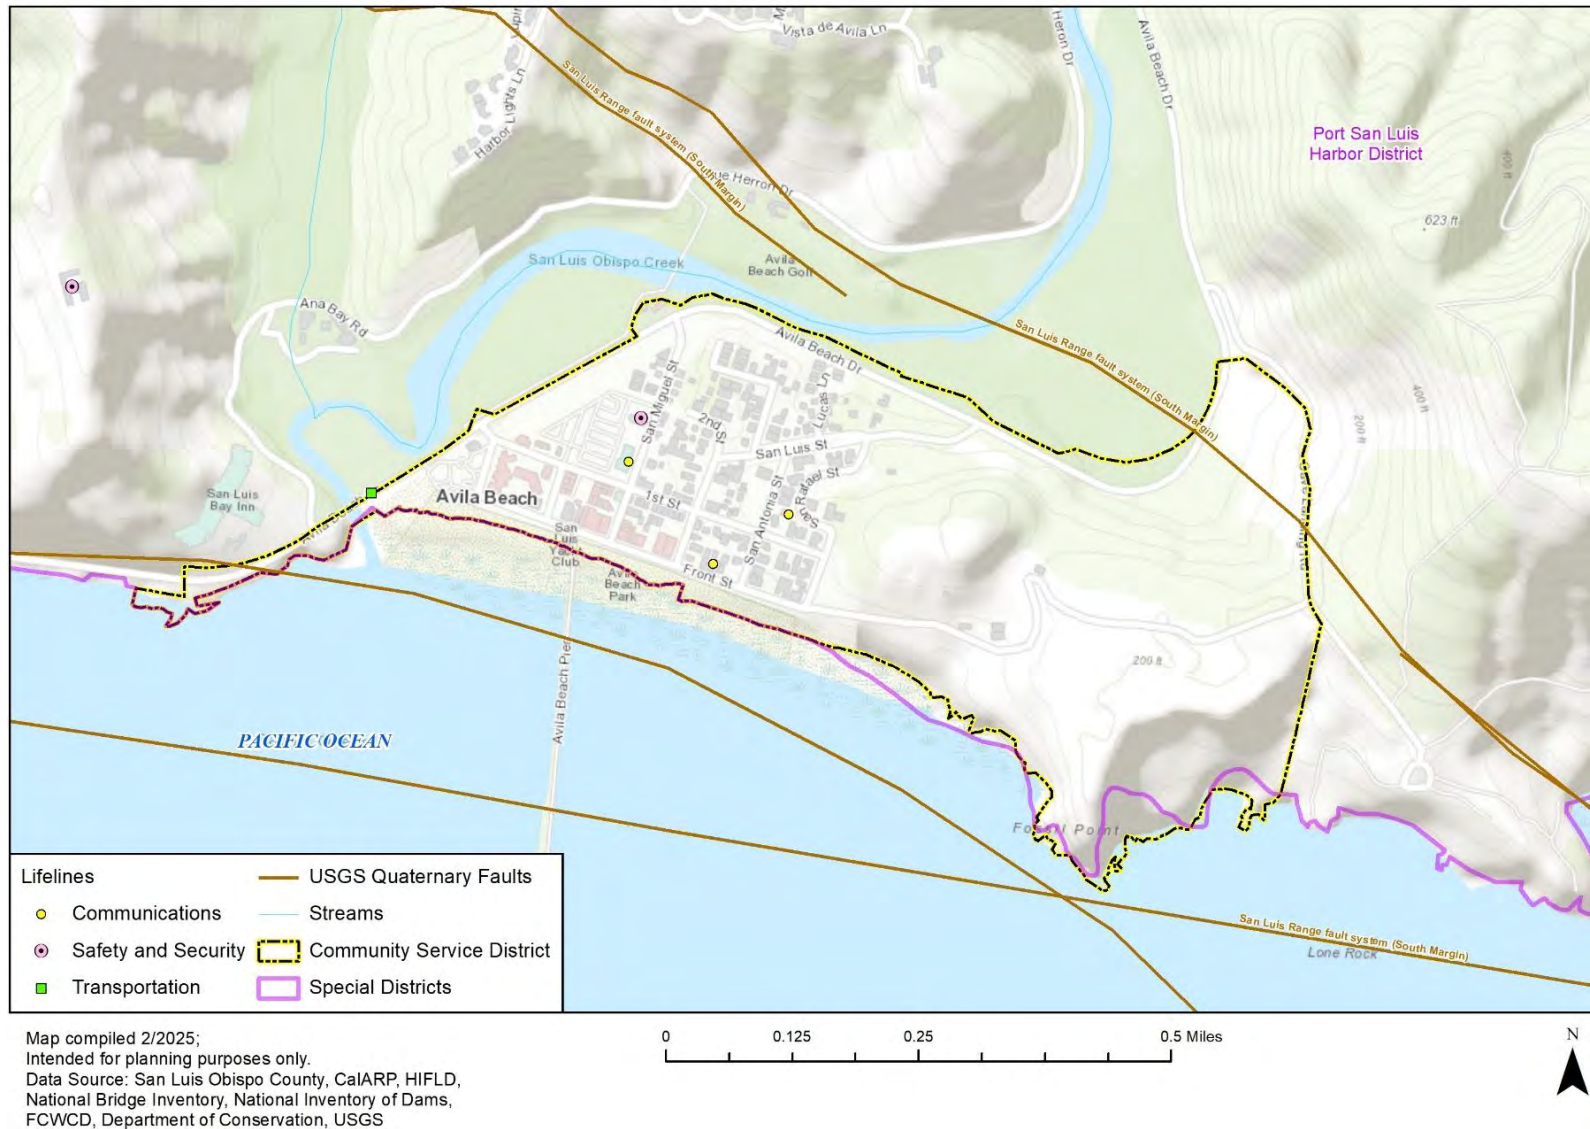 Vista de Avila Ln
Heron Dr
Avila Beach Dr
Harbor Lights Ln
San Luis Range fault system (South Margin)
Port San Luis
Harbor District
400 ft
623 ft
Herron Dr
San Luis Obispo Creek
Avila
Beach Golf
Ana Bay Rd
San Luis Range fault system (South Margin)
Avila Beach Dr
San Miguel St
Lucas Ln
2nd St
400 ft
200 ft
San Luis St
San Luis
Bay Inn
Avila Beach
1st St
San Antonia St
San Rafael St
San
Luis
Yacht
Club
Avila
Beach
Park
Front St
200 ft
Avila Beach Pier
PACIFIC OCEAN
Fossil Point
San Luis Range fault system (South Margin)
Lone Rock
Lifelines
Communications
Safety and Security
Transportation
USGS Quaternary Faults
Streams
Community Service District
Special Districts
Map compiled 2/2025;
Intended for planning purposes only.
Data Source: San Luis Obispo County, CalARP, HIFLD,
National Bridge Inventory, National Inventory of Dams,
FCWCD, Department of Conservation, USGS
0 0.125 0.25 0.5 Miles
N